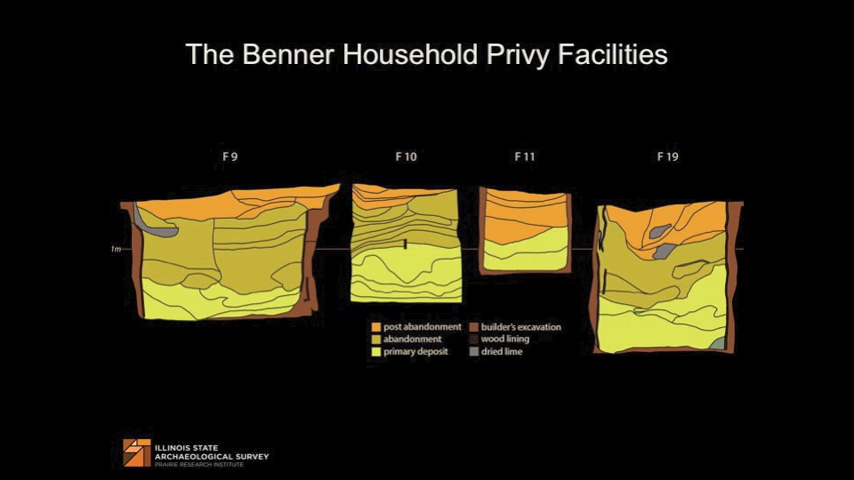 The Benner Household Privy Facilities
F 9
F 10
F 11
F 19
1m
post abandonment
abandonment
primary deposit
builder's excavation
wood lining
dried lime
ILLINOIS STATE
ARCHAEOLOGICAL SURVEY
PRAIRIE RESEARCH INSTITUTE